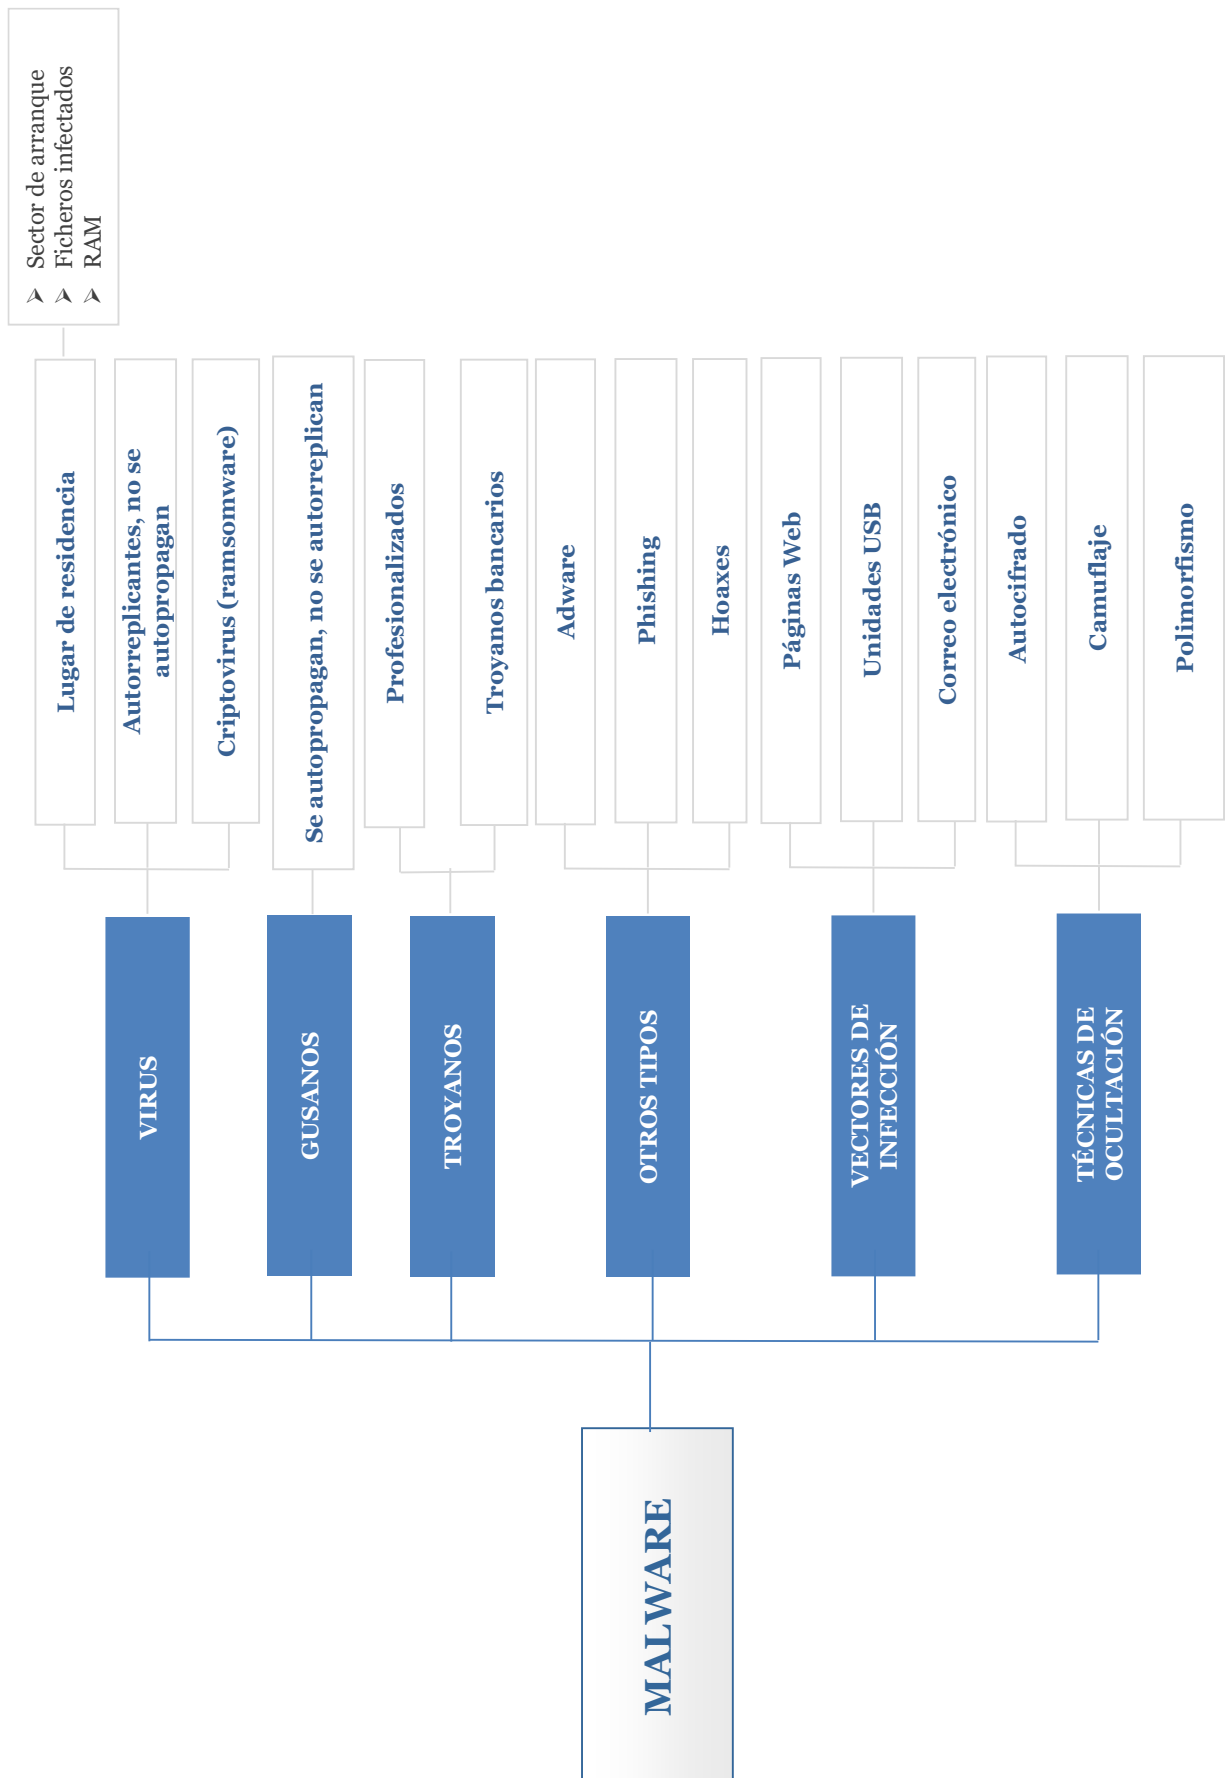 MALWARE
VIRUS
Lugar de residencia
➤ Sector de arranque
➤ Ficheros infectados
➤ RAM
Autorreplicantes, no se
autopropagan
Criptovirus (ramsomware)
GUSANOS
Se autopropagan, no se autorreplican
TROYANOS
Profesionalizados
Troyanos bancarios
OTROS TIPOS
Adware
Phishing
Hoaxes
VECTORES DE
INFECCIÓN
Páginas Web
Unidades USB
Correo electrónico
TÉCNICAS DE
OCULTACIÓN
Autocifrado
Camuflaje
Polimorfismo